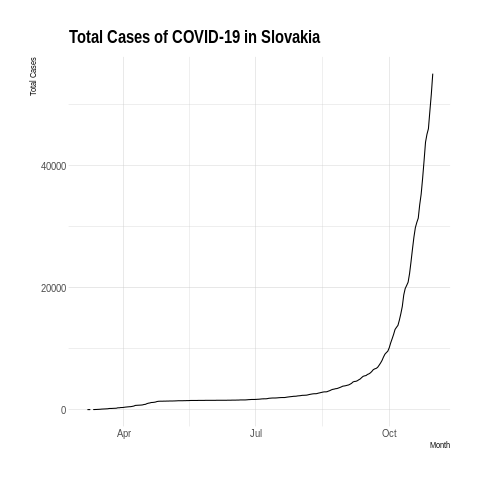 Total Cases of COVID-19 in Slovakia
Total Cases
40000
20000
0
Apr
Jul
Oct
Month